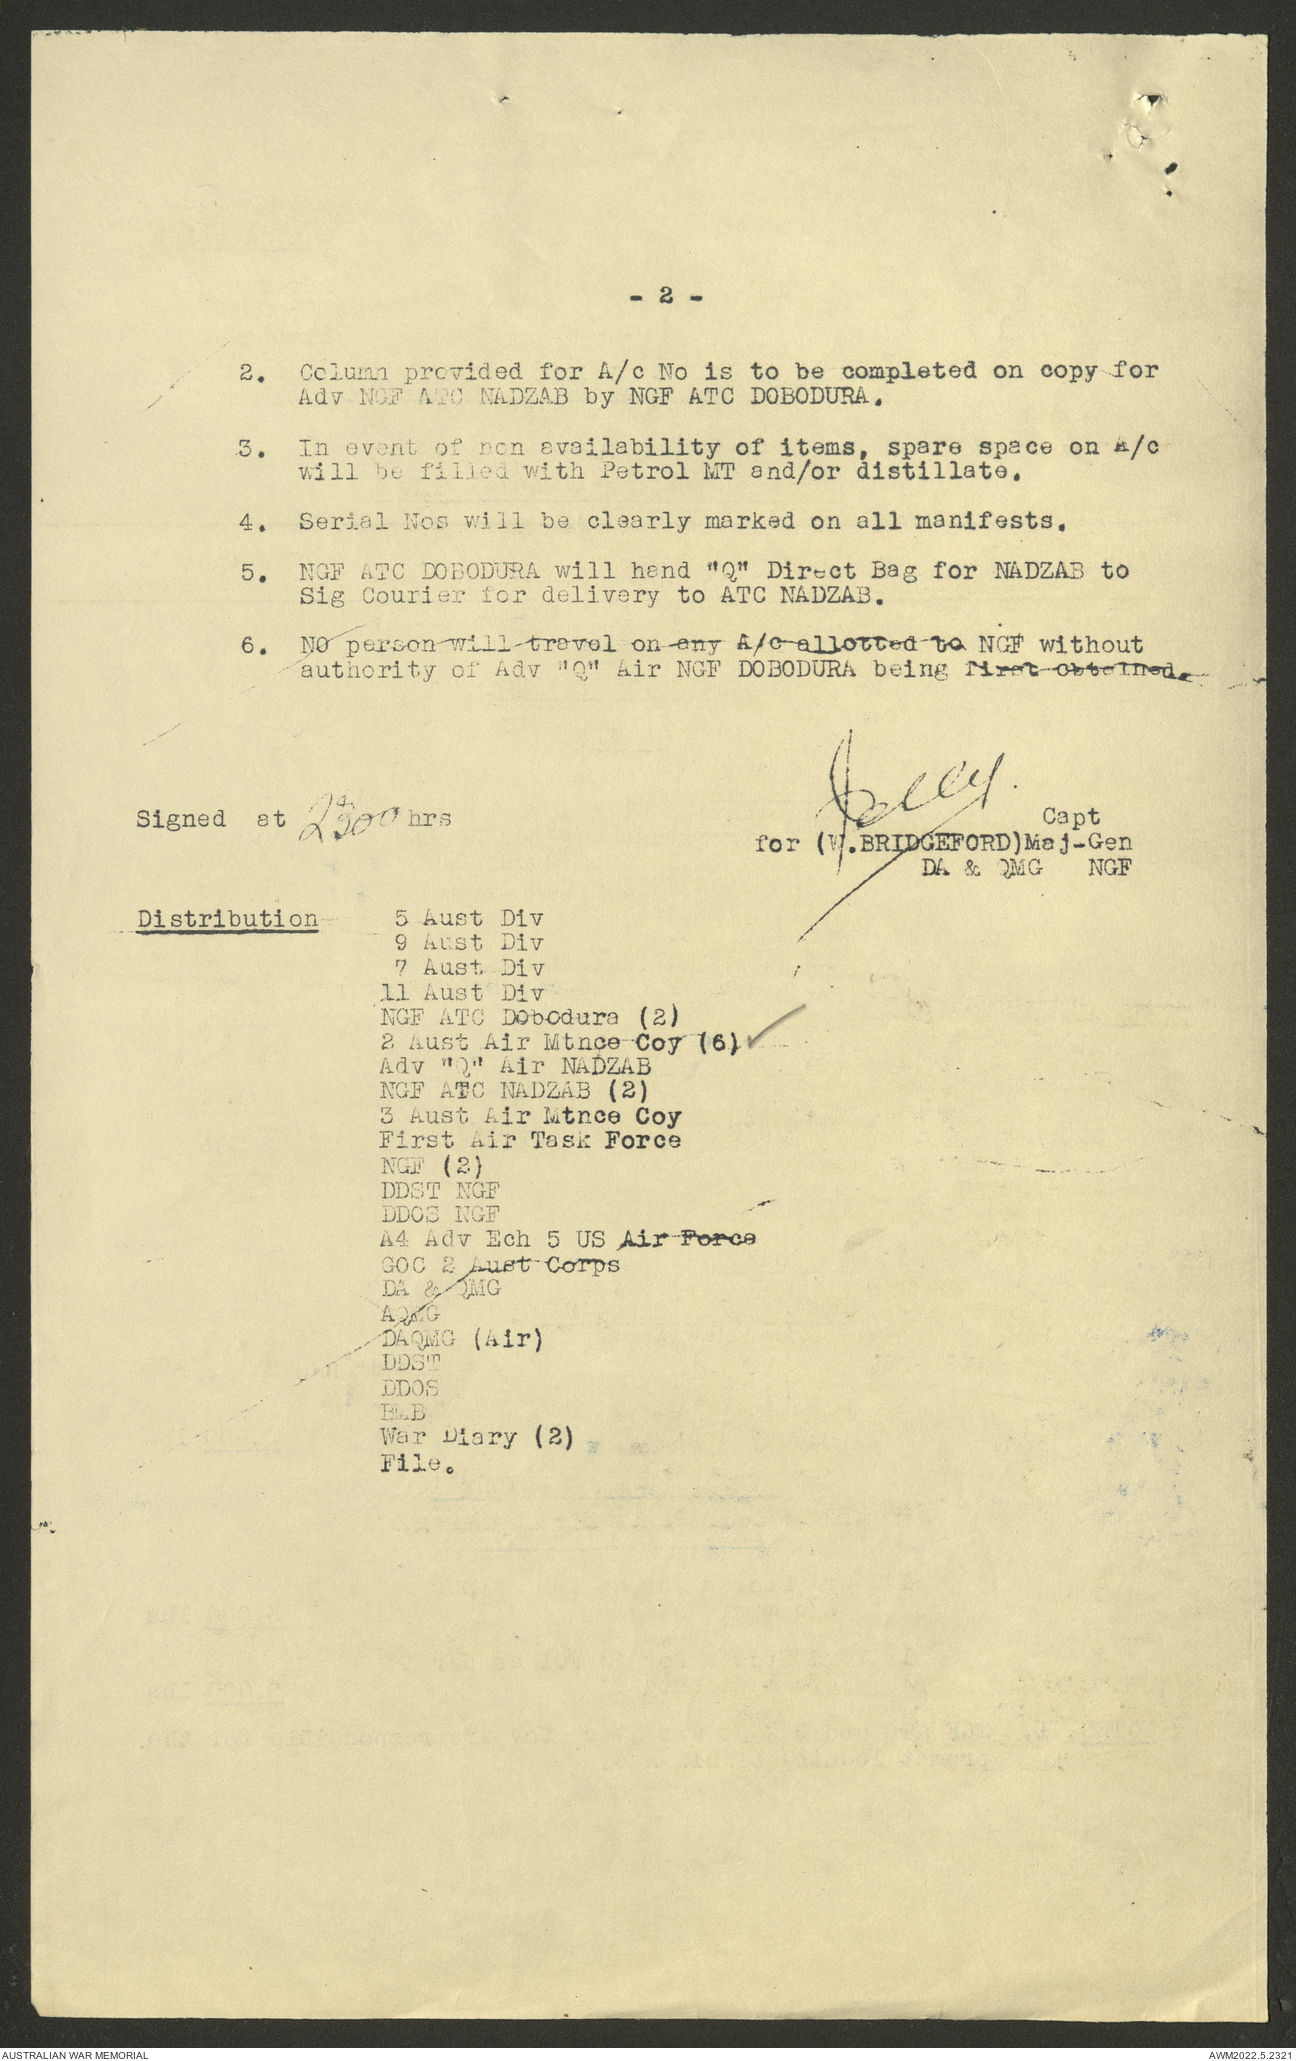 - 2 -
2. Column provided for A/c No is to be completed on copy for
Adv NGF ATC NADZAB by NGF ATC DOBODURA.
3. In event of non availability of items, spare space on A/c
will be filled with Petrol MT and/or distillate.
4. Serial Nos will be clearly marked on all manifests.
5. NGF ATC DOBODURA will hand "Q" Direct Bag for NADZAB to
Sig Courier for delivery to ATC NADZAB.
6. NO person will travel on any A/c allotted to NGF without
authority of Adv "Q" Air NGF DOBODURA being first obtained.
Signed at 2300 hrs
Capt
for (W.BRIDGEFORD)Maj-Gen
DA & QMG NGF
Distribution 5 Aust Div
9 Aust Div
7 Aust Div
11 Aust Div
NGF ATC Dobodura (2)
2 Aust Air Mtnce Coy (6)
Adv "Q" Air NADZAB
NGF ATC NADZAB (2)
3 Aust Air Mtnce Coy
First Air Task Force
NGF (2)
DDST NGF
DDOS NGF
A4 Adv Ech 5 US Air Force
GOC 2 Aust Corps
DA & QMG
AQMG
DAQMG (Air)
DDST
DDOS
War Diary (2)
File.
AUSTRALIAN WAR MEMORIAL
AWM2022.5.2321